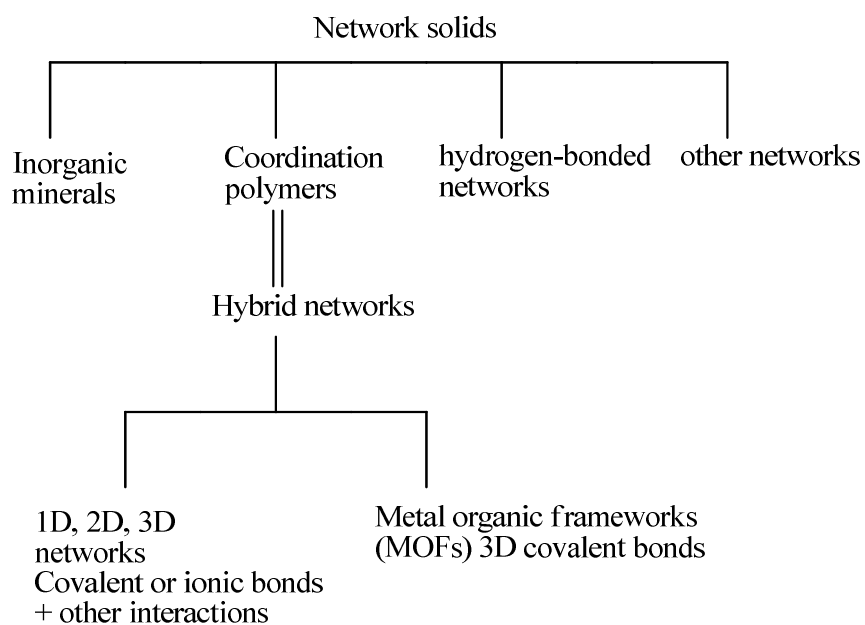 Network solids
Inorganic
minerals
Coordination
polymers
hydrogen-bonded
networks
other networks
Hybrid networks
1D, 2D, 3D
networks
Covalent or ionic bonds
+ other interactions
Metal organic frameworks
(MOFs) 3D covalent bonds